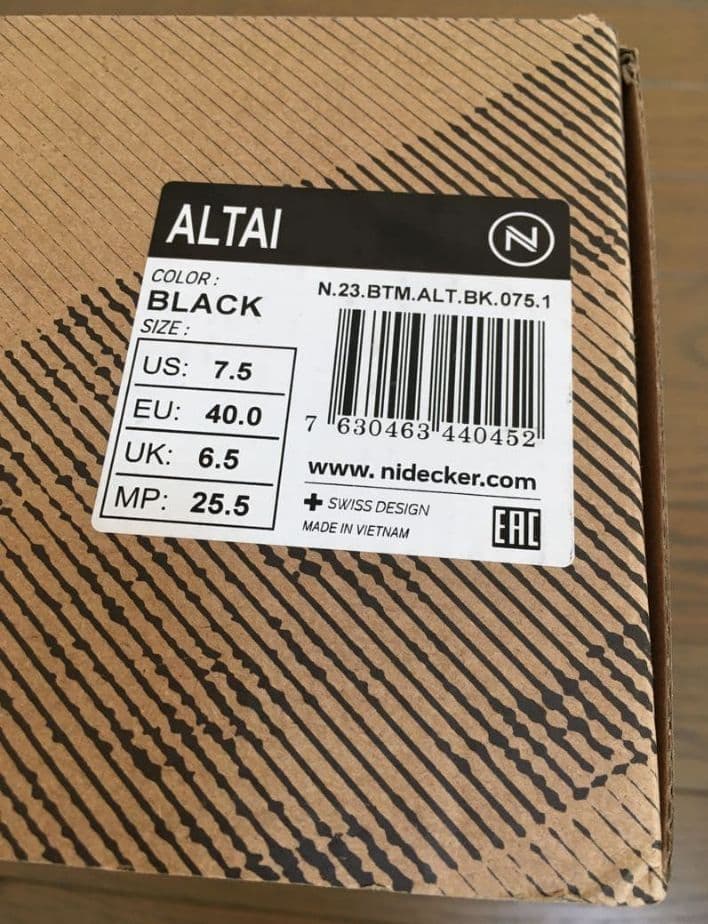 ALTAI
N
COLOR:
BLACK
SIZE:
US: 7.5
EU: 40.0
UK: 6.5
MP: 25.5
N.23.BTM.ALT.BK.075.1
7 630463 440452
www.nidecker.com
SWISS DESIGN
MADE IN VIETNAM
EAC